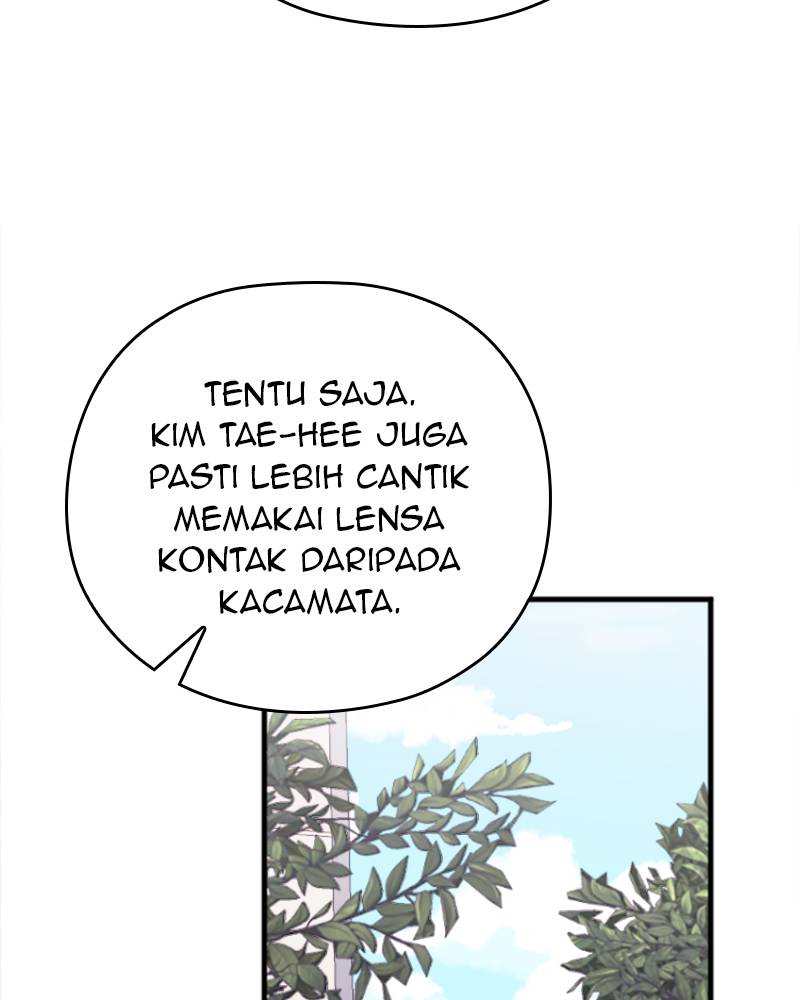 TENTU SAJA.
KIM TAE-HEE JUGA
PASTI LEBIH CANTIK
MEMAKAI LENSA
KONTAK DARIPADA
KACAMATA.